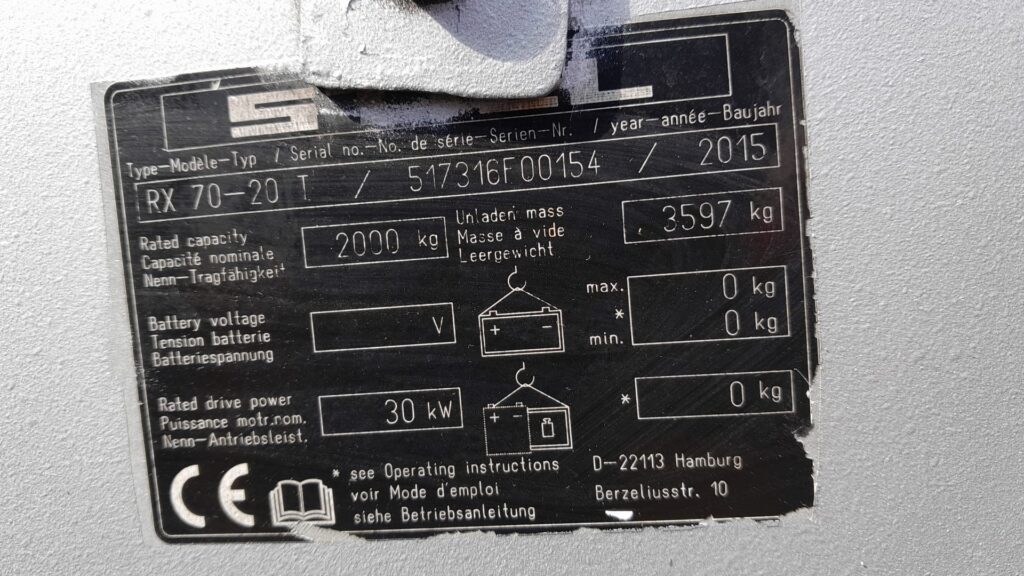 Type-Modèle-Typ / Serial no.-No. de série-Serien-Nr. / year-année-Baujahr
RX 70-20 T / 517316F00154 / 2015
Rated capacity
Capacité nominale
Nenn-Tragfähigkeit
2000 kg
Unladen mass
Masse à vide
Leergewicht
3597 kg
Battery voltage
Tension batterie
Batteriespannung
V
+ -
max. 0 kg
*
min. 0 kg
Rated drive power
Puissance motr.nom.
Nenn-Antriebsleist.
30 kW
+ -
* 0 kg
CE
* see Operating instructions
voir Mode d'emploi
siehe Betriebsanleitung
D-22113 Hamburg
Berzeliusstr. 10